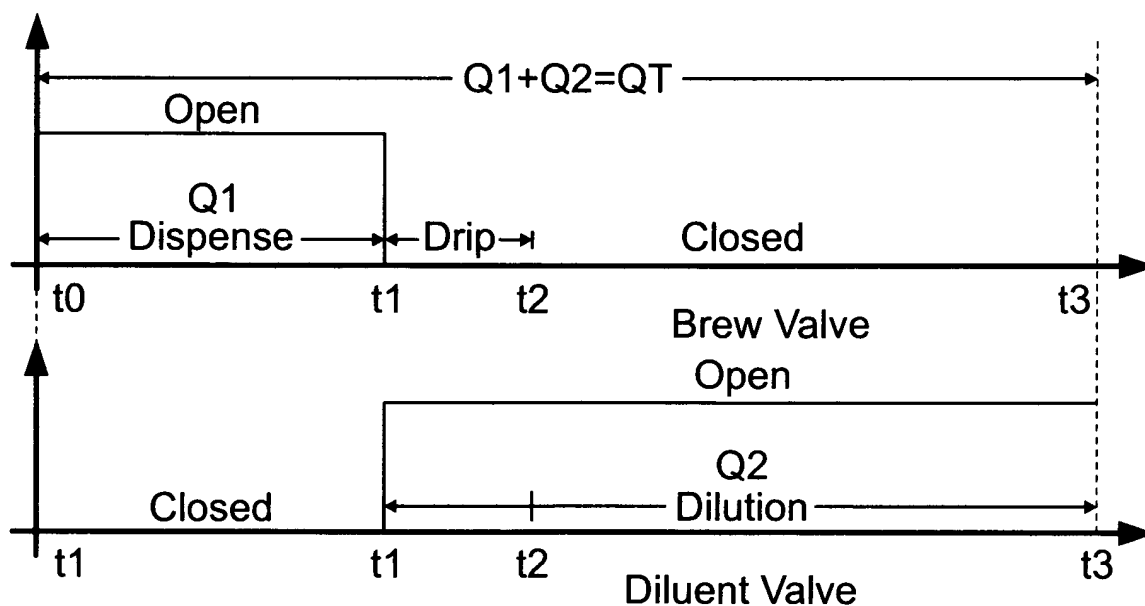 Q1+Q2=QT
Open
Q1
Dispense
Drip
Closed
t0
t1
t2
t3
Brew Valve
Open
Q2
Closed
Dilution
t1
t1
t2
t3
Diluent Valve